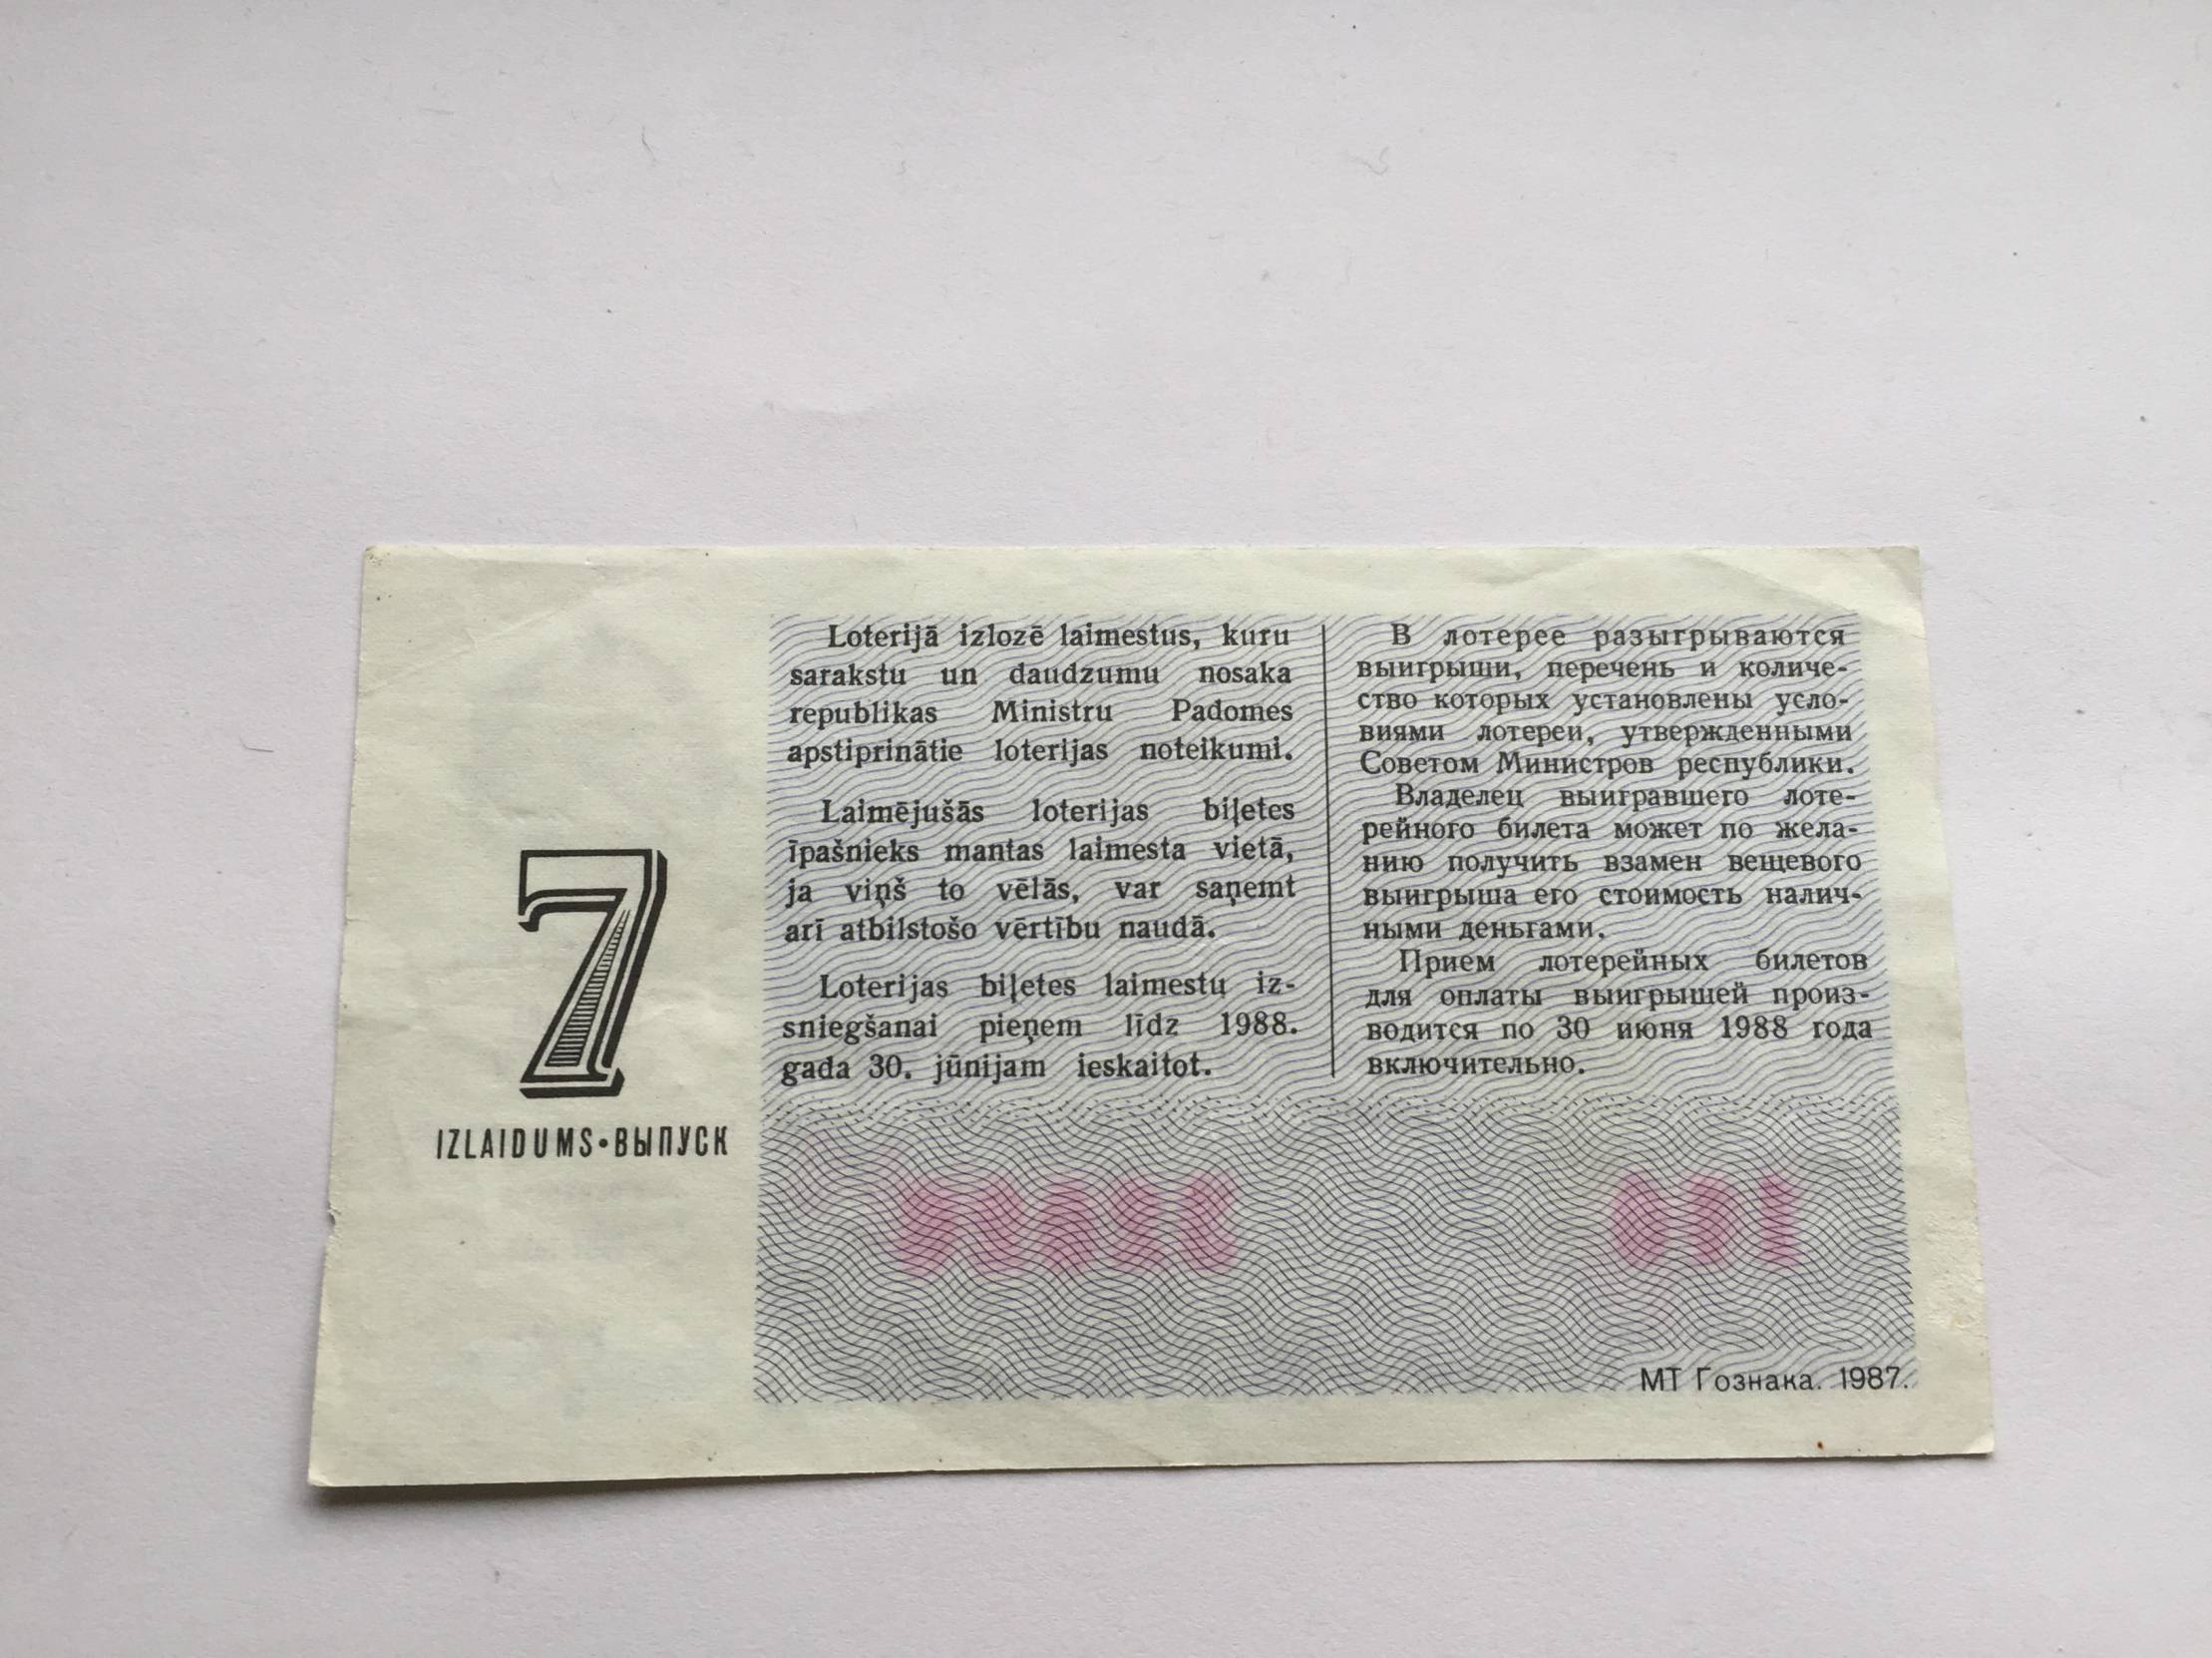 7
IZLAIDUMS•ВЫПУСК
Loterijā izlozē laimestus, kuru
sarakstu un daudzumu nosaka
republikas Ministru Padomes
apstiprinātie loterijas noteikumi.
Laimējušās loterijas biļetes
īpašnieks mantas laimesta vietā,
ja viņš to vēlās, var saņemt
arī atbilstošo vērtību naudā.
Loterijas biļetes laimestu iz-
sniegšanai pieņem līdz 1988.
gada 30. jūnijam ieskaitot.
В лотерее разыгрываются
выигрыши, перечень и количе-
ство которых установлены усло-
виями лотереи, утвержденными
Советом Министров республики.
Владелец выигравшего лоте-
рейного билета может по жела-
нию получить взамен вещевого
выигрыша его стоимость налич-
ными деньгами.
Прием лотерейных билетов
для оплаты выигрышей произ-
водится по 30 июня 1988 года
включительно.
МТ Гознака. 1987.